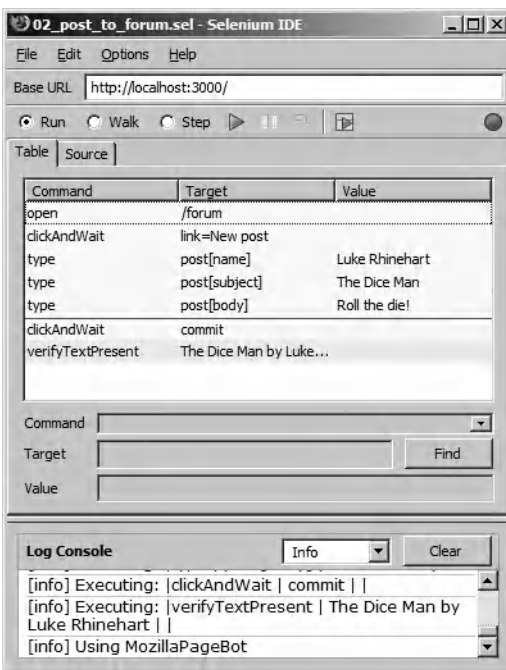 02_post_to_forum.sel - Selenium IDE
File Edit Options Help
Base URL http://localhost:3000/
Run Walk Step
Table Source
Command Target Value
open /forum
clickAndWait link=New post
type post[name] Luke Rhinehart
type post[subject] The Dice Man
type post[body] Roll the die!
clickAndWait commit
verifyTextPresent The Dice Man by Luke...
Command
Target Find
Value
Log Console Info Clear
[info] Executing: |clickAndWait | commit | |
[info] Executing: |verifyTextPresent | The Dice Man by
Luke Rhinehart | |
[info] Using MozillaPageBot